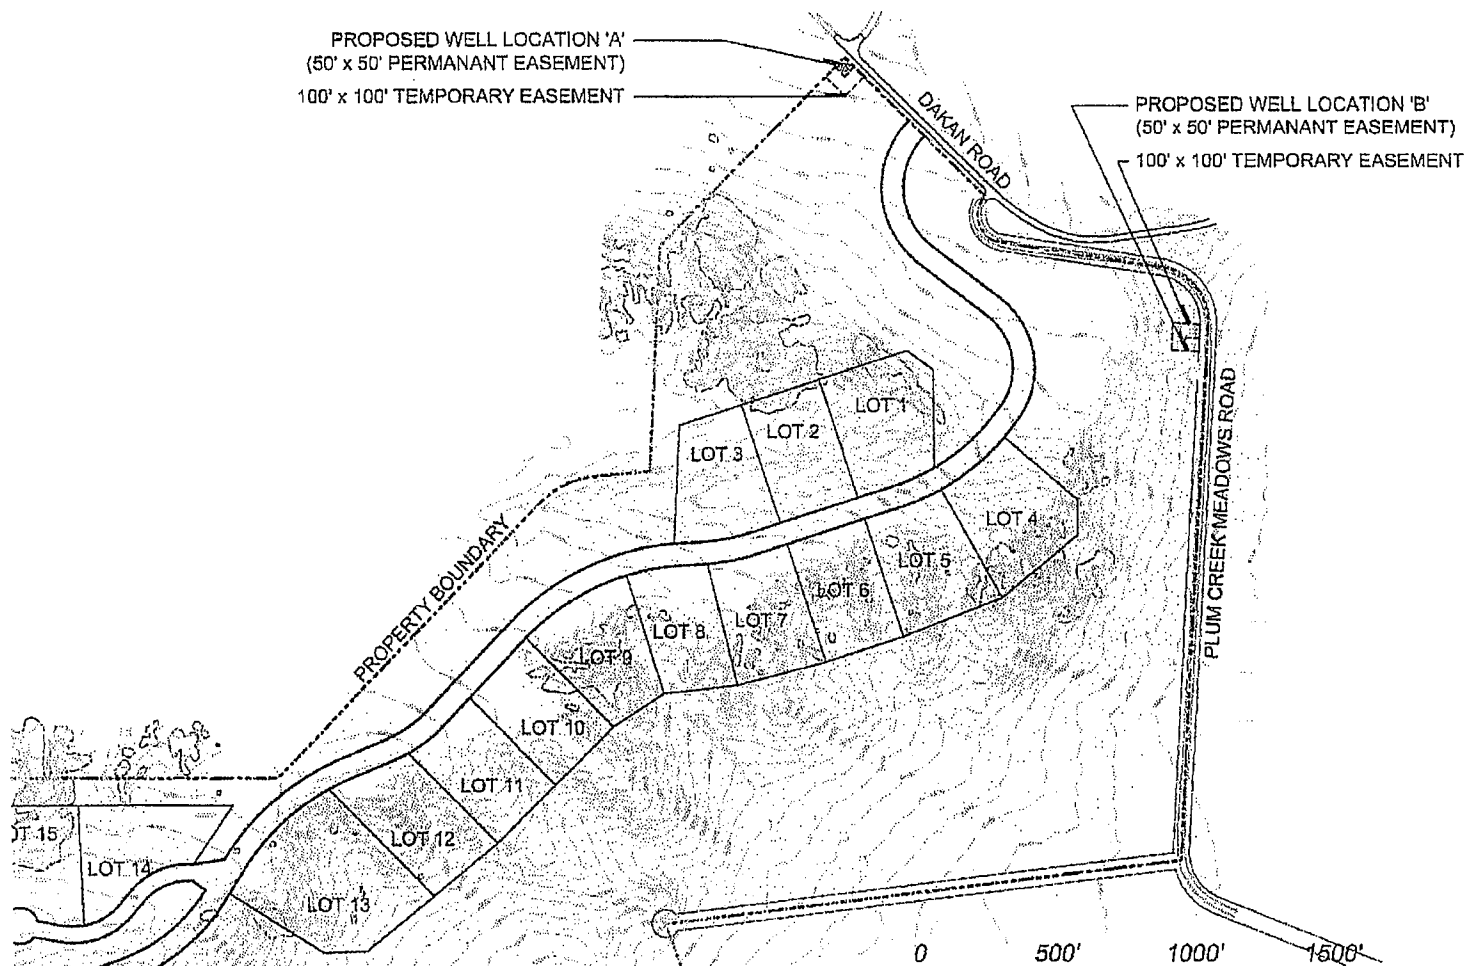 PROPOSED WELL LOCATION 'A'
(50' x 50' PERMANANT EASEMENT)
100' x 100' TEMPORARY EASEMENT
DAKAN ROAD
PROPOSED WELL LOCATION 'B'
(50' x 50' PERMANANT EASEMENT)
100' x 100' TEMPORARY EASEMENT
LOT 1
LOT 2
LOT 3
LOT 4
LOT 5
LOT 6
LOT 7
LOT 8
LOT 9
LOT 10
LOT 11
LOT 12
LOT 13
LOT 14
OT 15
PROPERTY BOUNDARY
PLUM CREEK MEADOWS ROAD
0 500' 1000' 1500'